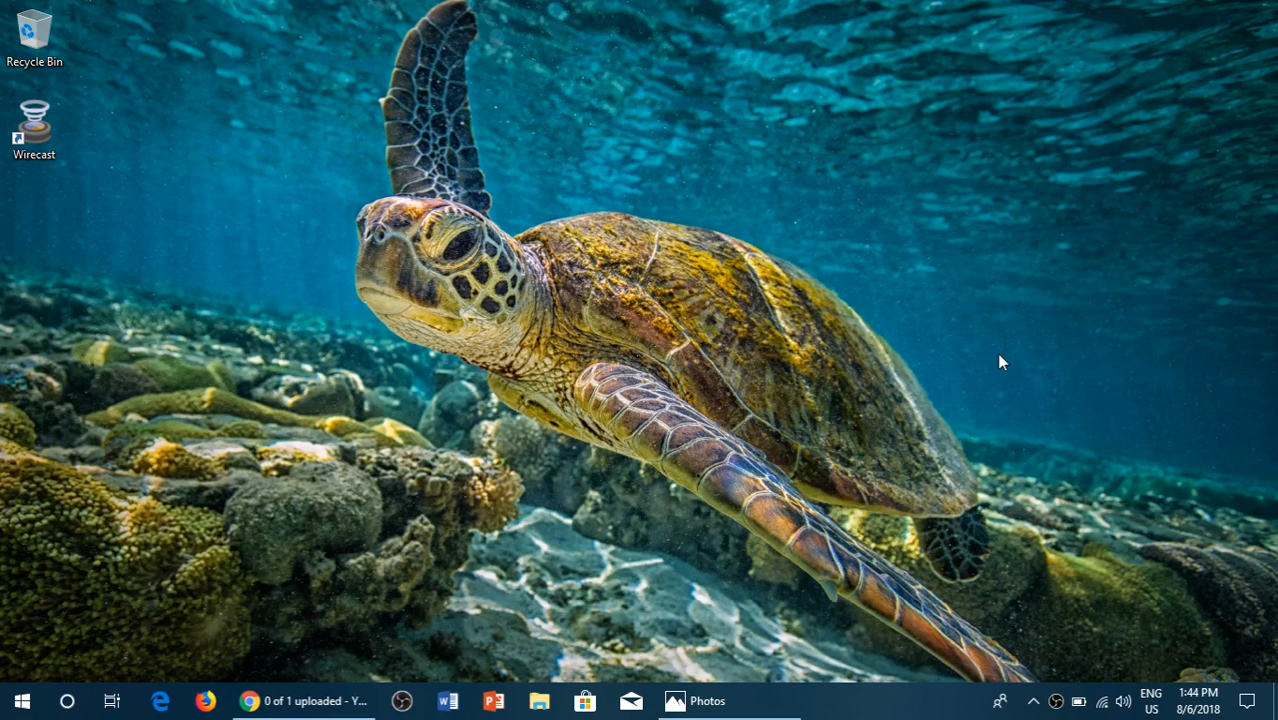 Recycle Bin
Wirecast
0 of 1 uploaded - Y...
Photos
ENG
US
1:44 PM
8/6/2018